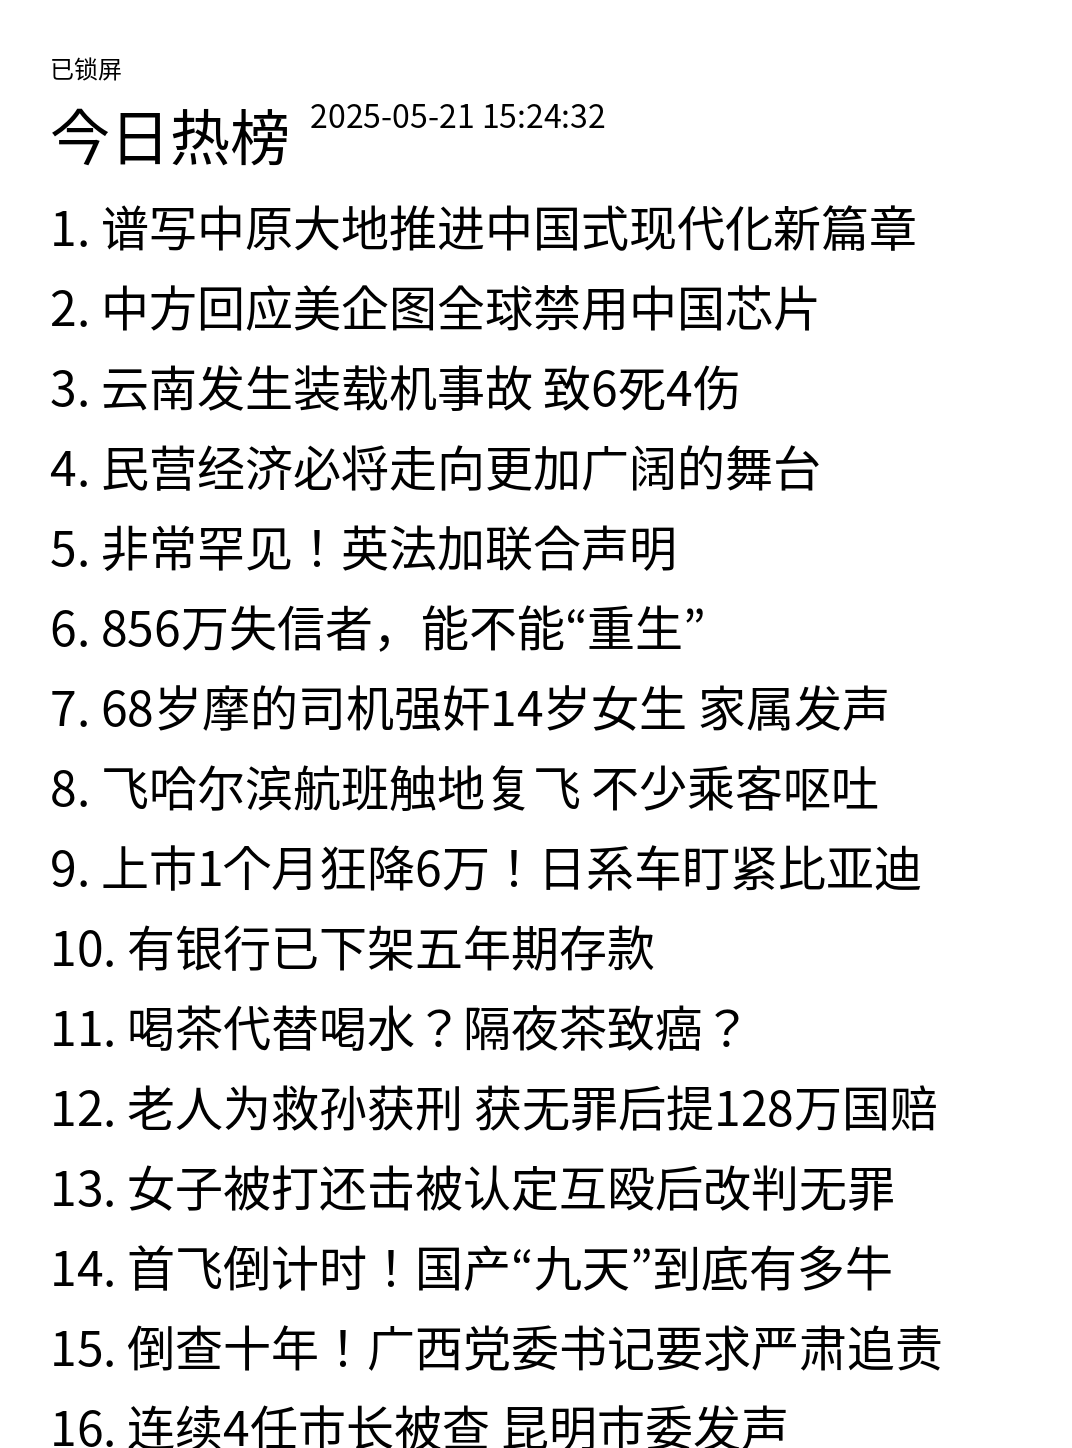 已锁屏
今日热榜 2025-05-21 15:24:32
1. 谱写中原大地推进中国式现代化新篇章
2. 中方回应美企图全球禁用中国芯片
3. 云南发生装载机事故 致6死4伤
4. 民营经济必将走向更加广阔的舞台
5. 非常罕见！英法加联合声明
6. 856万失信者，能不能“重生”
7. 68岁摩的司机强奸14岁女生 家属发声
8. 飞哈尔滨航班触地复飞 不少乘客呕吐
9. 上市1个月狂降6万！日系车盯紧比亚迪
10. 有银行已下架五年期存款
11. 喝茶代替喝水？隔夜茶致癌？
12. 老人为救孙获刑 获无罪后提128万国赔
13. 女子被打还击被认定互殴后改判无罪
14. 首飞倒计时！国产“九天”到底有多牛
15. 倒查十年！广西党委书记要求严肃追责
16. 连续4任市长被查 昆明市委发声